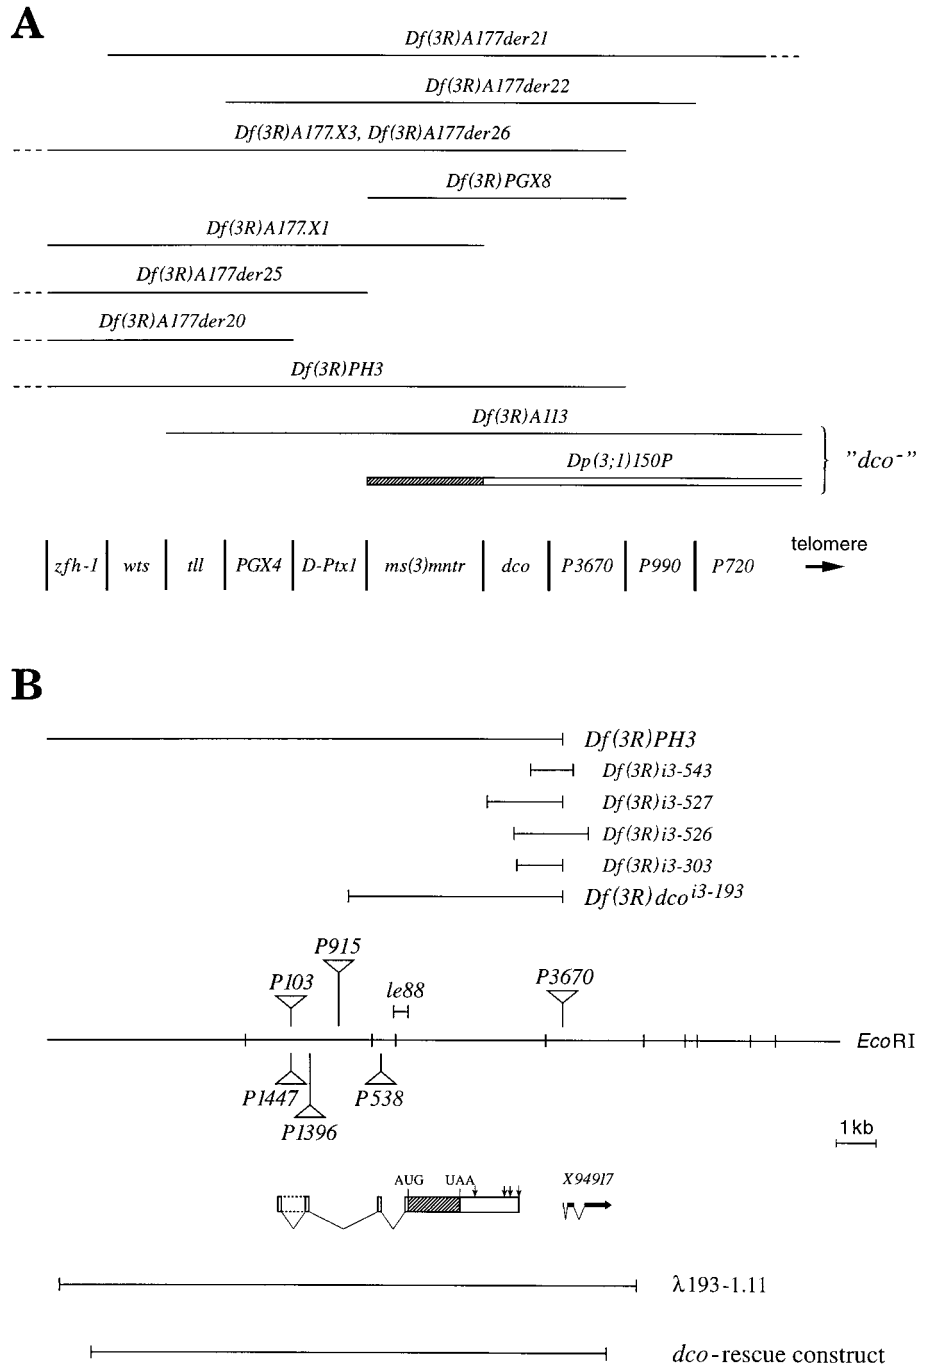 A
Df(3R)A177der21
Df(3R)A177der22
Df(3R)A177.X3, Df(3R)A177der26
Df(3R)PGX8
Df(3R)A177.X1
Df(3R)A177der25
Df(3R)A177der20
Df(3R)PH3
Df(3R)A113
Dp(3;1)150P
"dco-"
telomere
zfh-1 wts tll PGX4 D-Ptx1 ms(3)mntr dco P3670 P990 P720
B
Df(3R)PH3
Df(3R)i3-543
Df(3R)i3-527
Df(3R)i3-526
Df(3R)i3-303
Df(3R)dco i3-193
P915
P103 le88 P3670
EcoRI
P1447 P538
P1396
1kb
AUG UAA X94917
λ193-1.11
dco-rescue construct